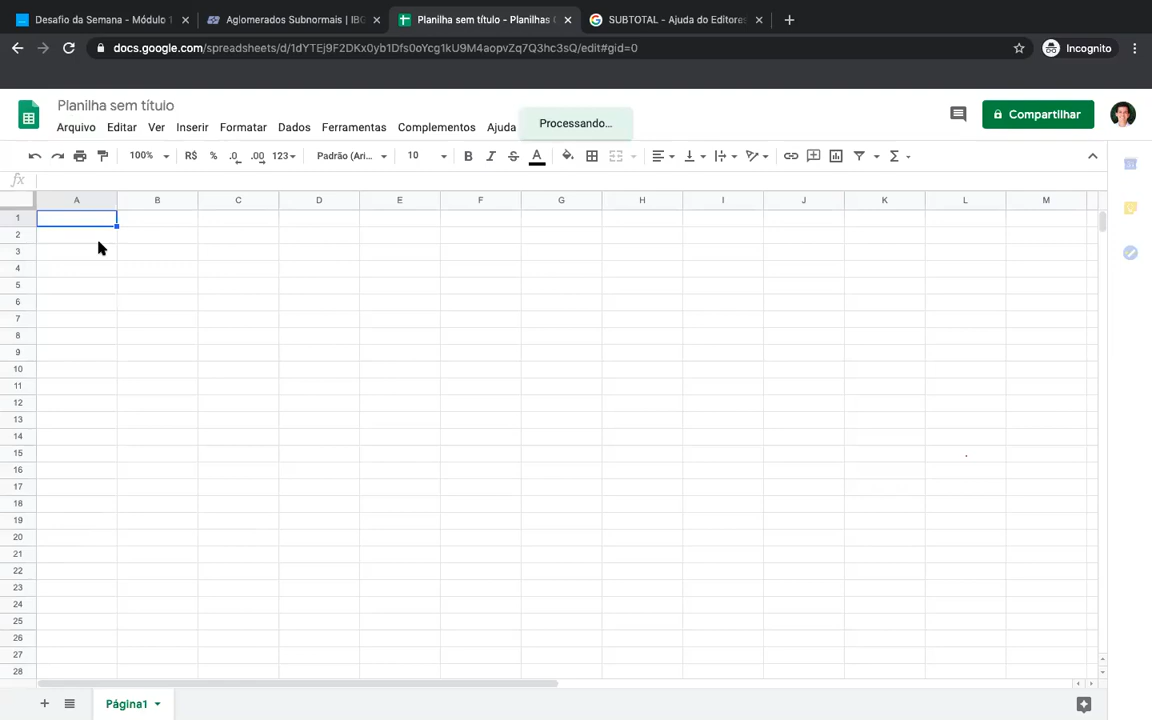 Desafio da Semana - Módulo 1
Aglomerados Subnormais | IBG
Planilha sem título - Planilhas G
SUBTOTAL - Ajuda do Editores
docs.google.com/spreadsheets/d/1dYTEj9F2DKx0yb1Dfs0oYcg1kU9M4aopvZq7Q3hc3sQ/edit#gid=0
Incognito
Planilha sem título
Processando...
Compartilhar
Arquivo Editar Ver Inserir Formatar Dados Ferramentas Complementos Ajuda
100% R$ % .0 .00 123 Padrão (Ari... 10 B I S A Σ
fx
A B C D E F G H I J K L M
1
2
3
4
5
6
7
8
9
10
11
12
13
14
15
16
17
18
19
20
21
22
23
24
25
26
27
28
Página1